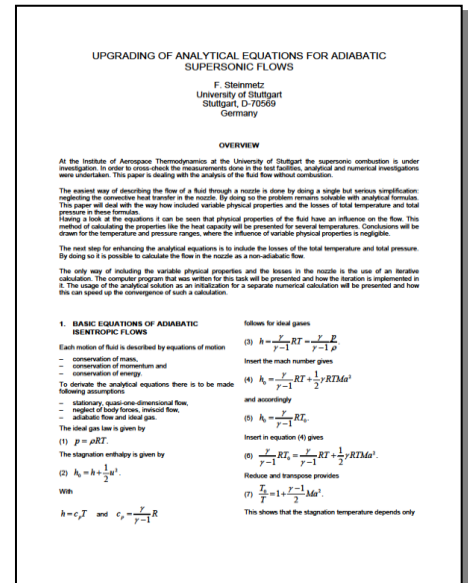 UPGRADING OF ANALYTICAL EQUATIONS FOR ADIABATIC
SUPERSONIC FLOWS
F. Steinmetz
University of Stuttgart
Stuttgart, D-70569
Germany
OVERVIEW
At the Institute of Aerospace Thermodynamics at the University of Stuttgart the supersonic combustion is under
investigation. In order to cross-check the measurements done in the test facilities, analytical and numerical investigations
were undertaken. This paper is dealing with the analysis of the fluid flow without combustion.
The easiest way of describing the flow of a fluid through a nozzle is done by doing a single but serious simplification:
neglecting the convective heat transfer in the nozzle. By doing so the problem remains solvable with analytical formulas.
This paper will deal with the way how included variable physical properties and the losses of total temperature and total
pressure in these formulas.
Having a look at the equations it can be seen that physical properties of the fluid have an influence on the flow. This
method of calculating the properties like the heat capacity will be presented for several temperatures. Conclusions will be
drawn for the temperature and pressure ranges, where the influence of variable physical properties is negligible.
The next step for enhancing the analytical equations is to include the losses of the total temperature and total pressure.
By doing so it is possible to calculate the flow in the nozzle as a non-adiabatic flow.
The only way of including the variable physical properties and the losses in the nozzle is the use of an iterative
calculation. The computer program that was written for this task will be presented and how the iteration is implemented in
it. The usage of the analytical solution as an initialization for a separate numerical calculation will be presented and how
this can speed up the convergence of such a calculation.
1. BASIC EQUATIONS OF ADIABATIC
ISENTROPIC FLOWS
Each motion of fluid is described by equations of motion
– conservation of mass,
– conservation of momentum and
– conservation of energy.
To derivate the analytical equations there is to be made
following assumptions
– stationary, quasi-one-dimensional flow,
– neglect of body forces, inviscid flow,
– adiabatic flow and ideal gas.
The ideal gas law is given by
(1) p = ρRT.
The stagnation enthalpy is given by
(2) h₀ = h + 1/2 u².
With
h = cₚT and cₚ = γ/(γ−1) R
follows for ideal gases
(3) h = γ/(γ−1) RT = γ/(γ−1) p/ρ.
Insert the mach number gives
(4) h₀ = γ/(γ−1) RT + 1/2 γRTMa²
and accordingly
(5) h₀ = γ/(γ−1) RT₀.
Insert in equation (4) gives
(6) γ/(γ−1) RT₀ = γ/(γ−1) RT + 1/2 γRTMa².
Reduce and transpose provides
(7) T₀/T = 1 + (γ−1)/2 Ma².
This shows that the stagnation temperature depends only